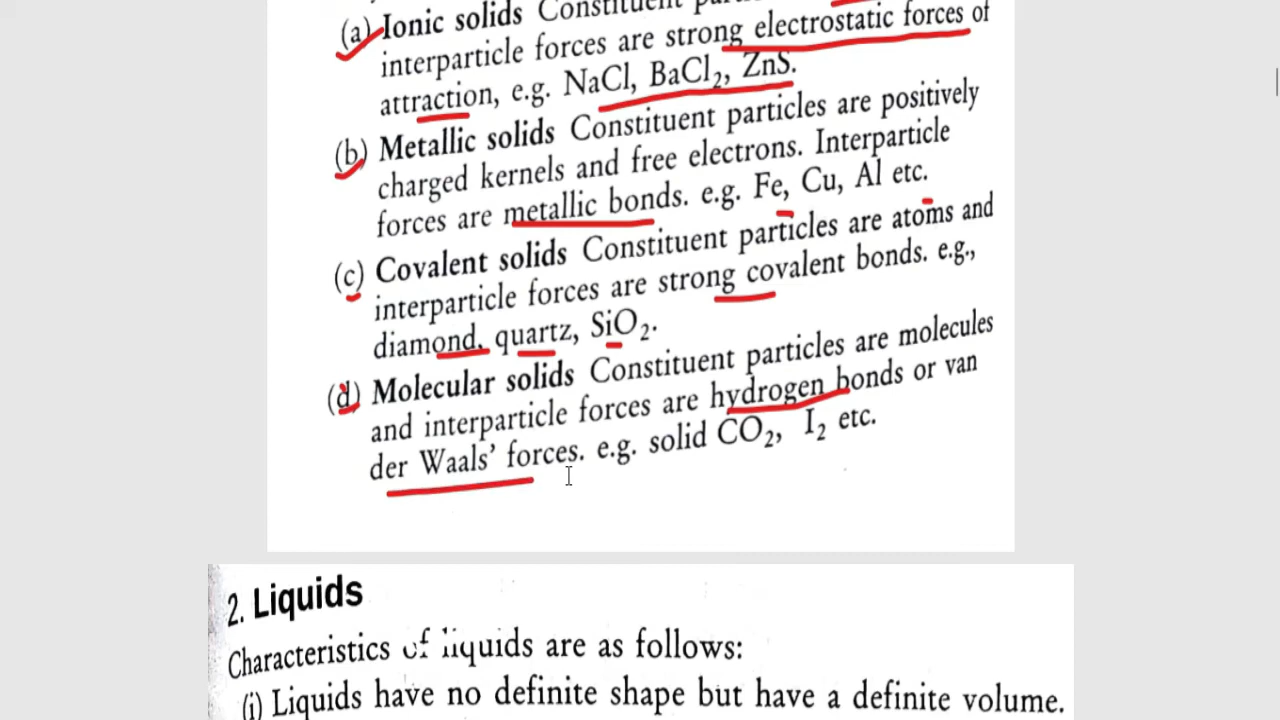 (a) Ionic solids Constituent
interparticle forces are strong electrostatic forces of
attraction, e.g. NaCl, BaCl₂, ZnS.
(b) Metallic solids Constituent particles are positively
charged kernels and free electrons. Interparticle
forces are metallic bonds. e.g. Fe, Cu, Al etc.
(c) Covalent solids Constituent particles are atoms and
interparticle forces are strong covalent bonds. e.g.,
diamond, quartz, SiO₂.
(d) Molecular solids Constituent particles are molecules
and interparticle forces are hydrogen bonds or van
der Waals' forces. e.g. solid CO₂, I₂ etc.
2. Liquids
Characteristics of liquids are as follows:
(i) Liquids have no definite shape but have a definite volume.